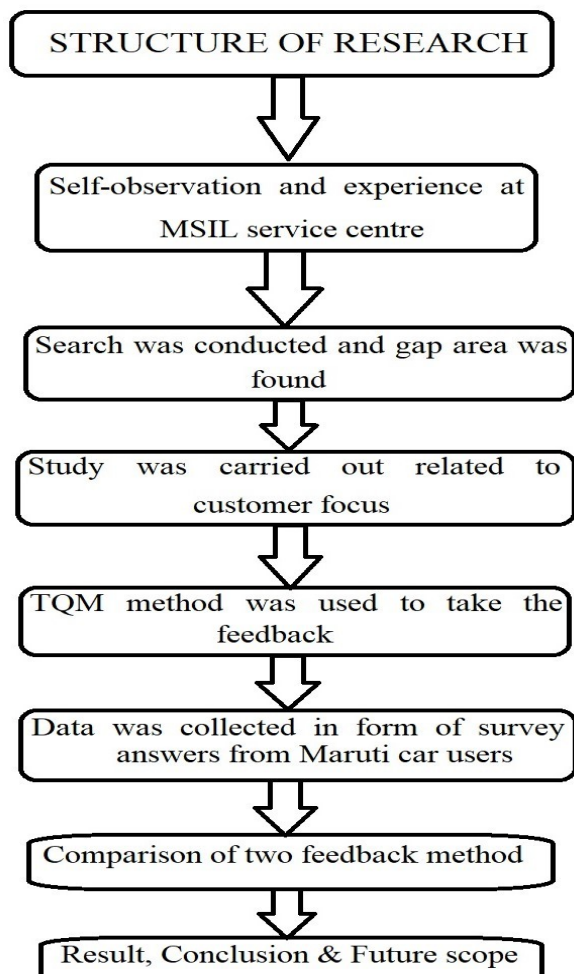 STRUCTURE OF RESEARCH
Self-observation and experience at
MSIL service centre
Search was conducted and gap area was
found
Study was carried out related to
customer focus
TQM method was used to take the
feedback
Data was collected in form of survey
answers from Maruti car users
Comparison of two feedback method
Result, Conclusion & Future scope